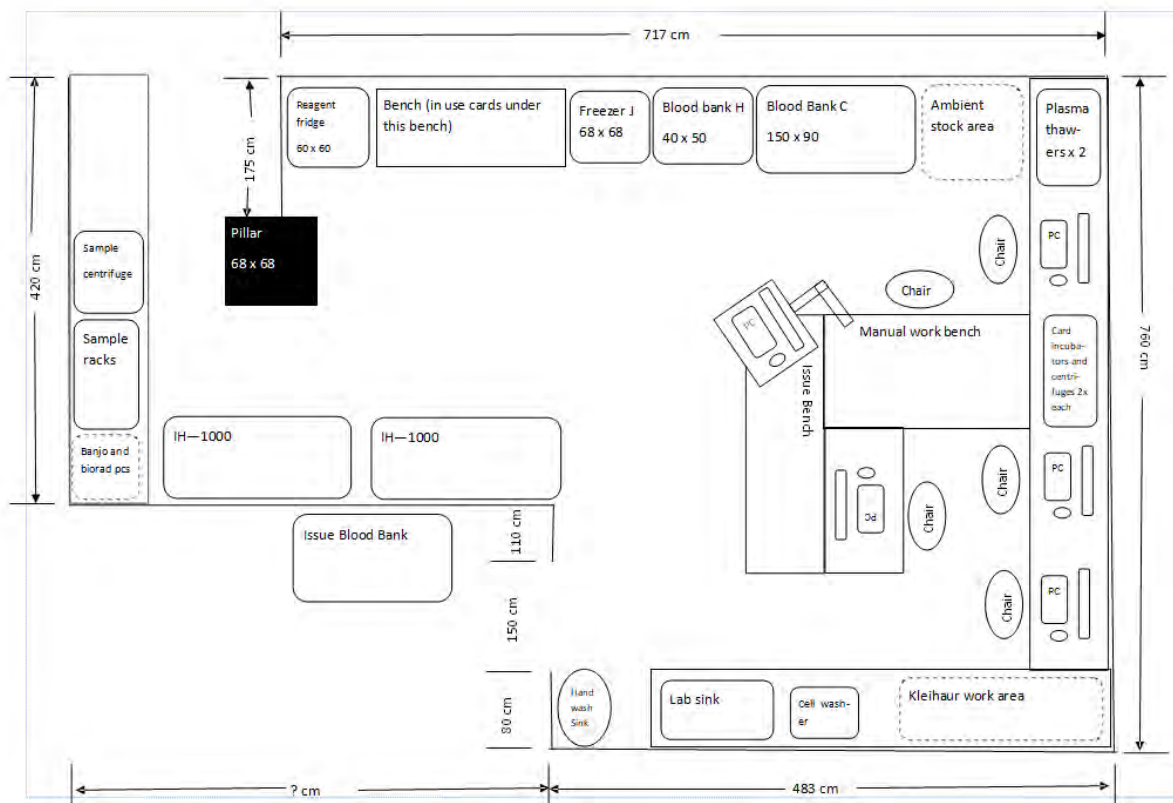 717 cm
Reagent
fridge
60 x 60
Bench (in use cards under
this bench)
Freezer J
68 x 68
Blood bank H
40 x 50
Blood Bank C
150 x 90
Ambient
stock area
Plasma
thaw-
ers x 2
175 cm
Pillar
68 x 68
420 cm
Sample
centrifuge
Sample
racks
Banjo and
biorad pcs
IH—1000
IH—1000
Issue Blood Bank
Chair
PC
Chair
PC
Manual work bench
Issue Bench
Card
incuba-
tors and
centri-
fuges 2x
each
760 cm
Chair
PC
PC
Chair
Chair
PC
110 cm
150 cm
80 cm
Hand
wash
Sink
Lab sink
Cell wash-
er
Kleihaur work area
? cm
483 cm